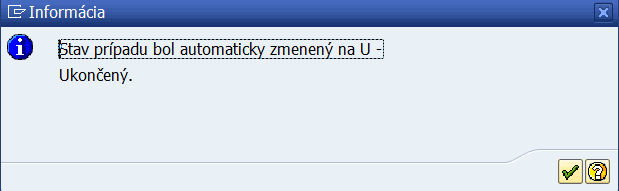 Informácia
Stav prípadu bol automaticky zmenený na U -
Ukončený.